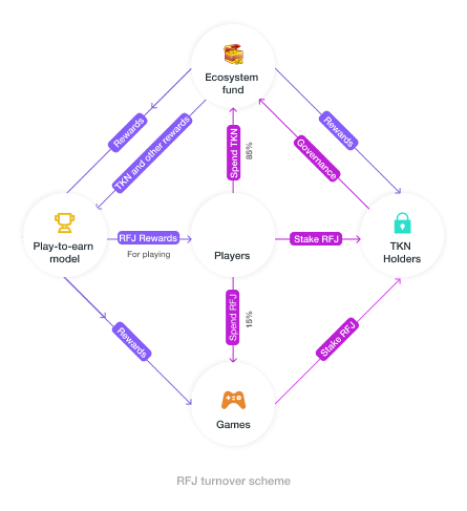 Ecosystem
fund
Rewards
TKN and other rewards
Spend TKN
85%
Governance
Rewards
Play-to-earn
model
RFJ Rewards
For playing
Players
Stake RFJ
TKN
Holders
Rewards
Spend RFJ
15%
Stake RFJ
Games
RFJ turnover scheme